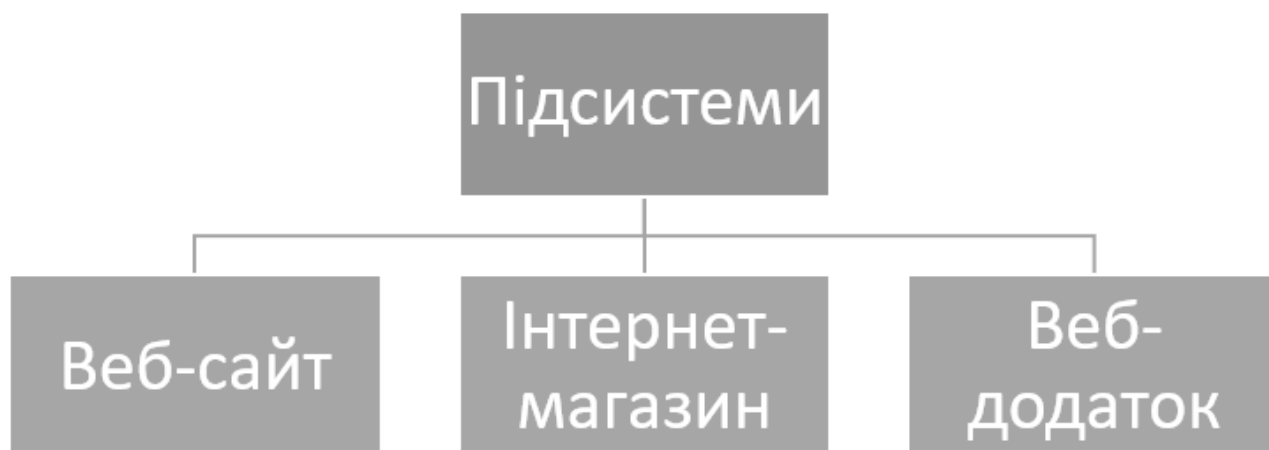 Підсистеми
Веб-сайт
Інтернет-
магазин
Веб-
додаток